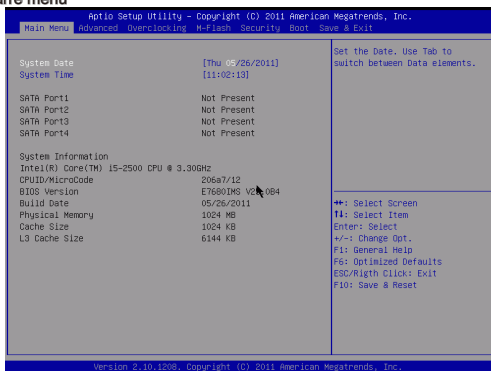 Aptio Setup Utility – Copyright (C) 2011 American Megatrends, Inc.
Main Menu Advanced Overclocking M-Flash Security Boot Save & Exit
Set the Date. Use Tab to
switch between Data elements.
System Date [Thu 05/26/2011]
System Time [11:02:13]
SATA Port1 Not Present
SATA Port2 Not Present
SATA Port3 Not Present
SATA Port4 Not Present
System Information
Intel(R) Core(TM) i5-2500 CPU @ 3.30GHz
CPUID/MicroCode 206a7/12
BIOS Version E7680IMS 0B4
Build Date 05/26/2011
Physical Memory 1024 MB
Cache Size 1024 KB
L3 Cache Size 6144 KB
→←: Select Screen
↑↓: Select Item
Enter: Select
+/-: Change Opt.
F1: General Help
F6: Optimized Defaults
ESC/Rigth Click: Exit
F10: Save & Reset
Version 2.10.1208. Copyright (C) 2011 American Megatrends, Inc.